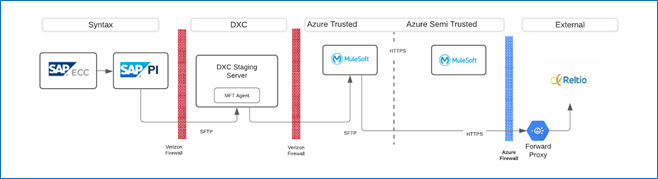 Syntax
DXC
Azure Trusted
Azure Semi Trusted
External
HTTPS
SAP ECC
SAP PI
DXC Staging
Server
MFT Agent
MuleSoft
MuleSoft
Reltio
SFTP
SFTP
HTTPS
Verizon
Firewall
Verizon
Firewall
Azure
Firewall
Forward
Proxy